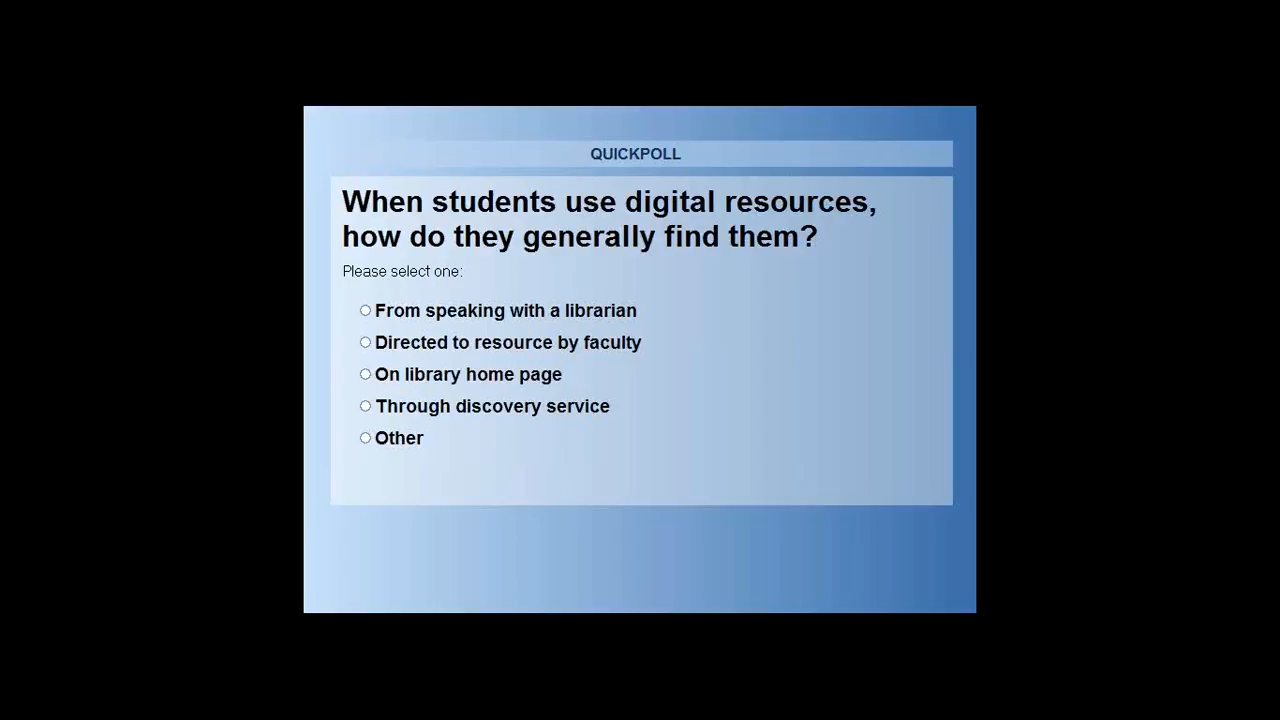 QUICKPOLL
When students use digital resources,
how do they generally find them?
Please select one:
From speaking with a librarian
Directed to resource by faculty
On library home page
Through discovery service
Other